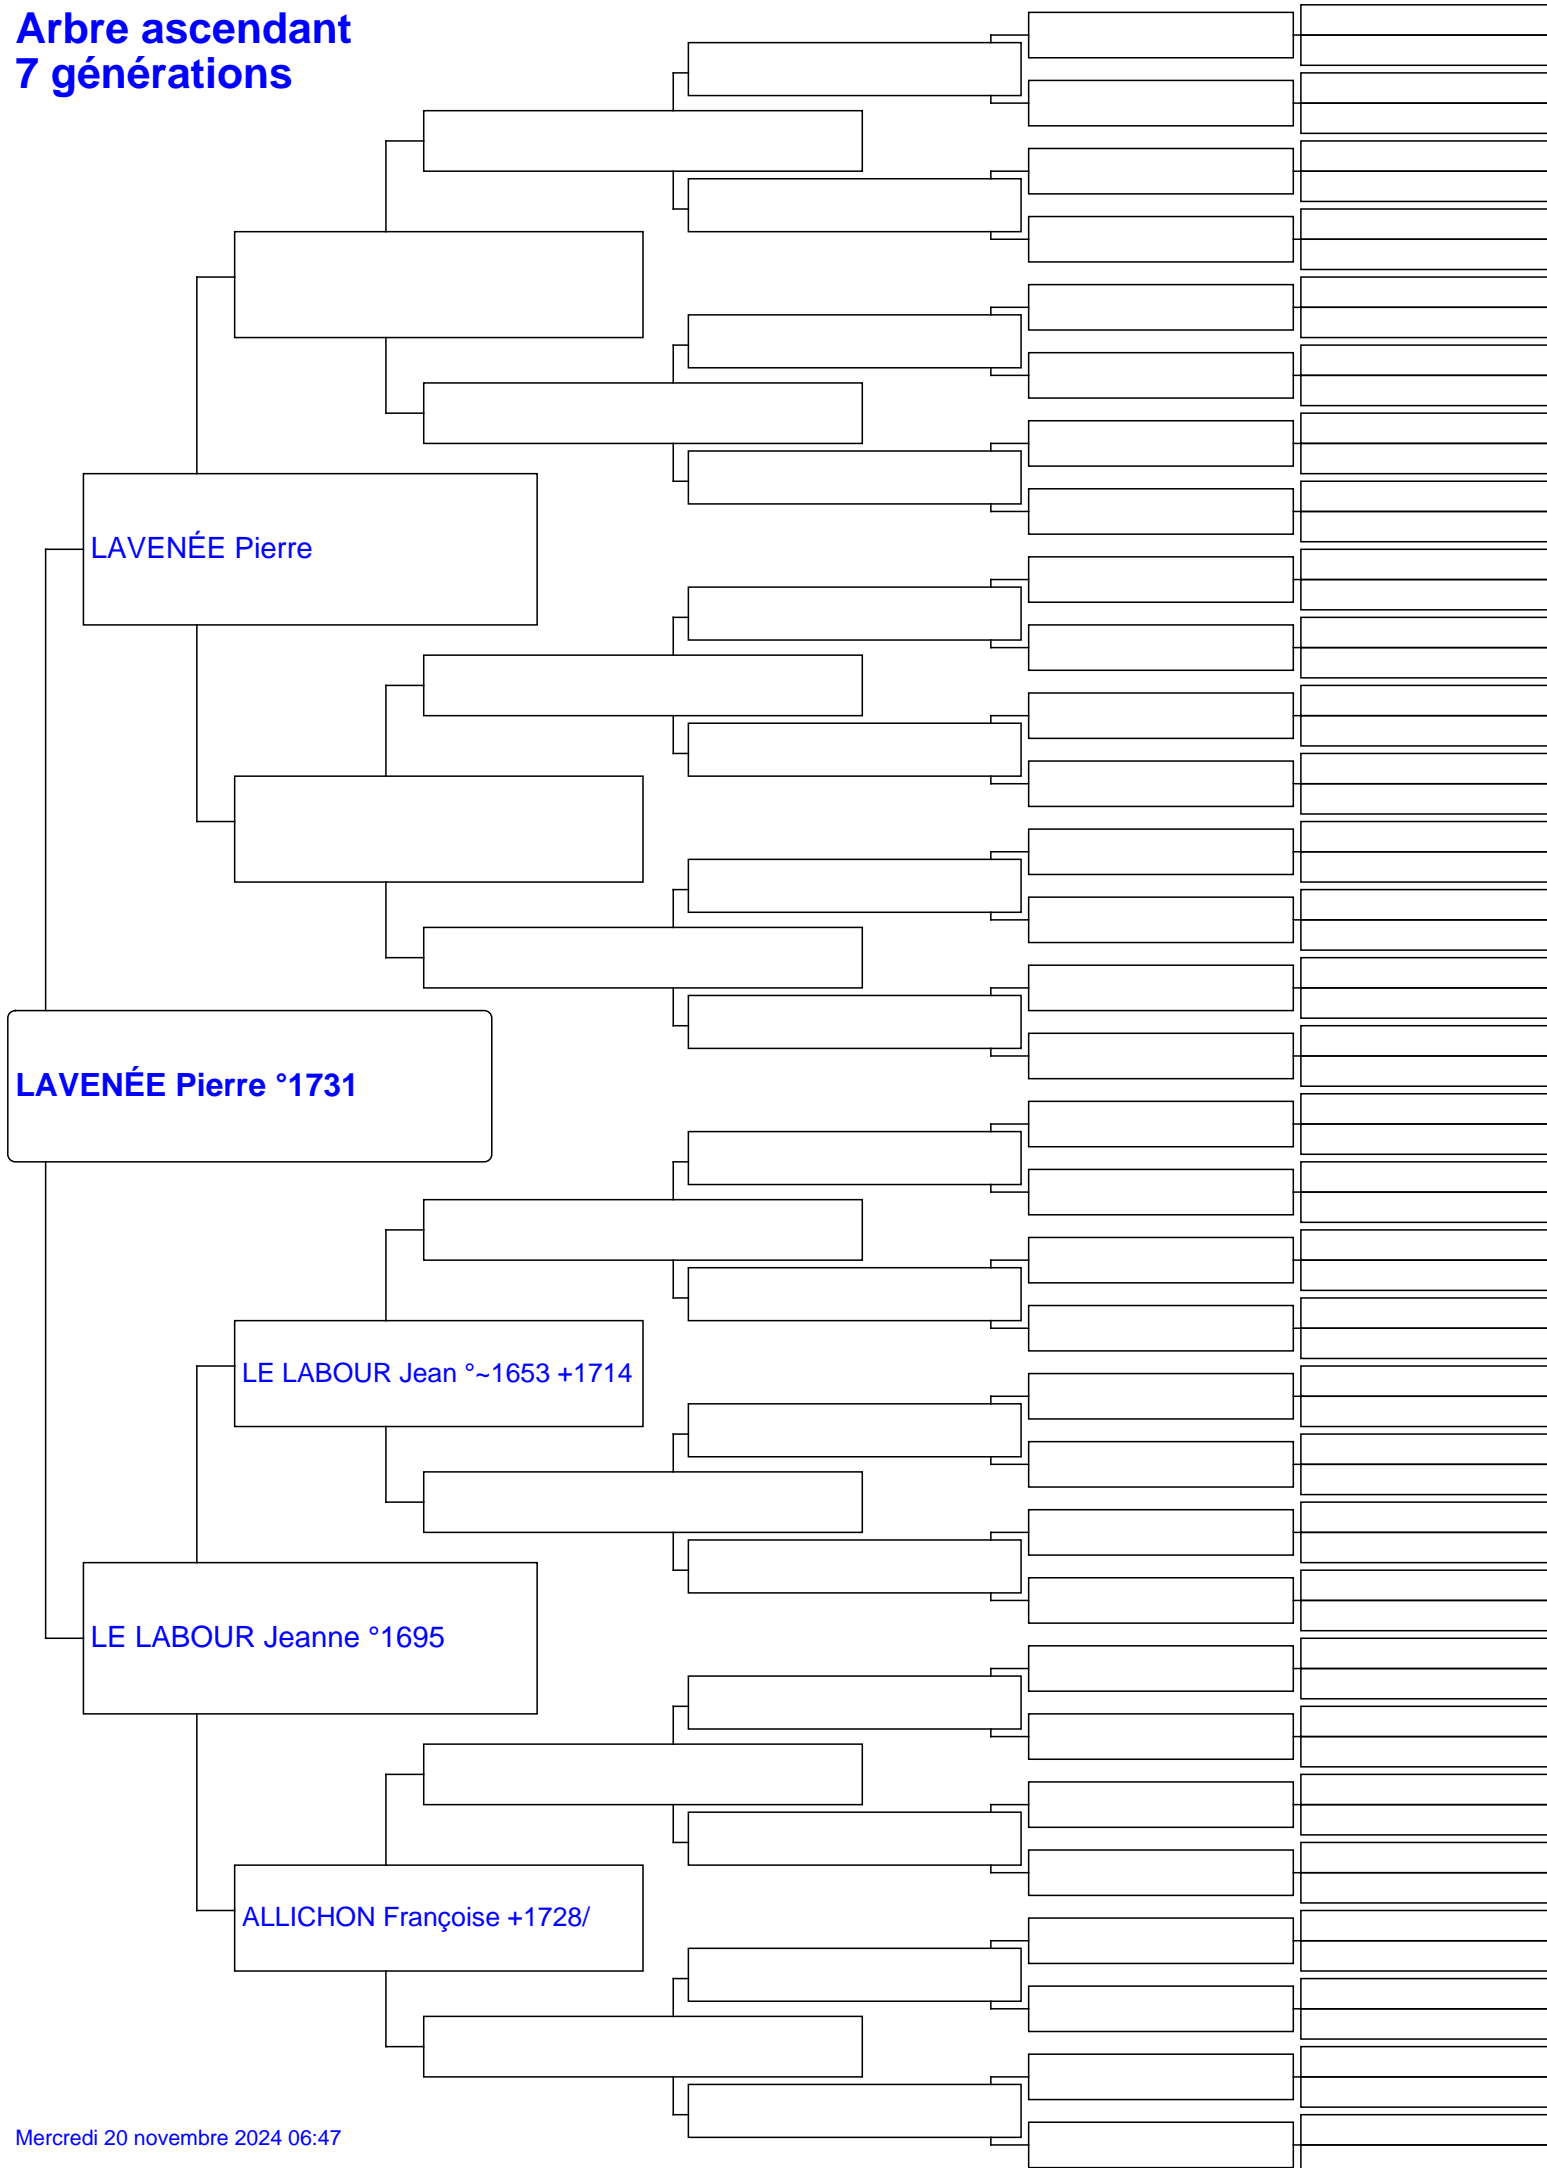 Arbre ascendant
7 générations
LAVENÉE Pierre
LAVENÉE Pierre °1731
LE LABOUR Jean °~1653 +1714
LE LABOUR Jeanne °1695
ALLICHON Françoise +1728/
Mercredi 20 novembre 2024 06:47